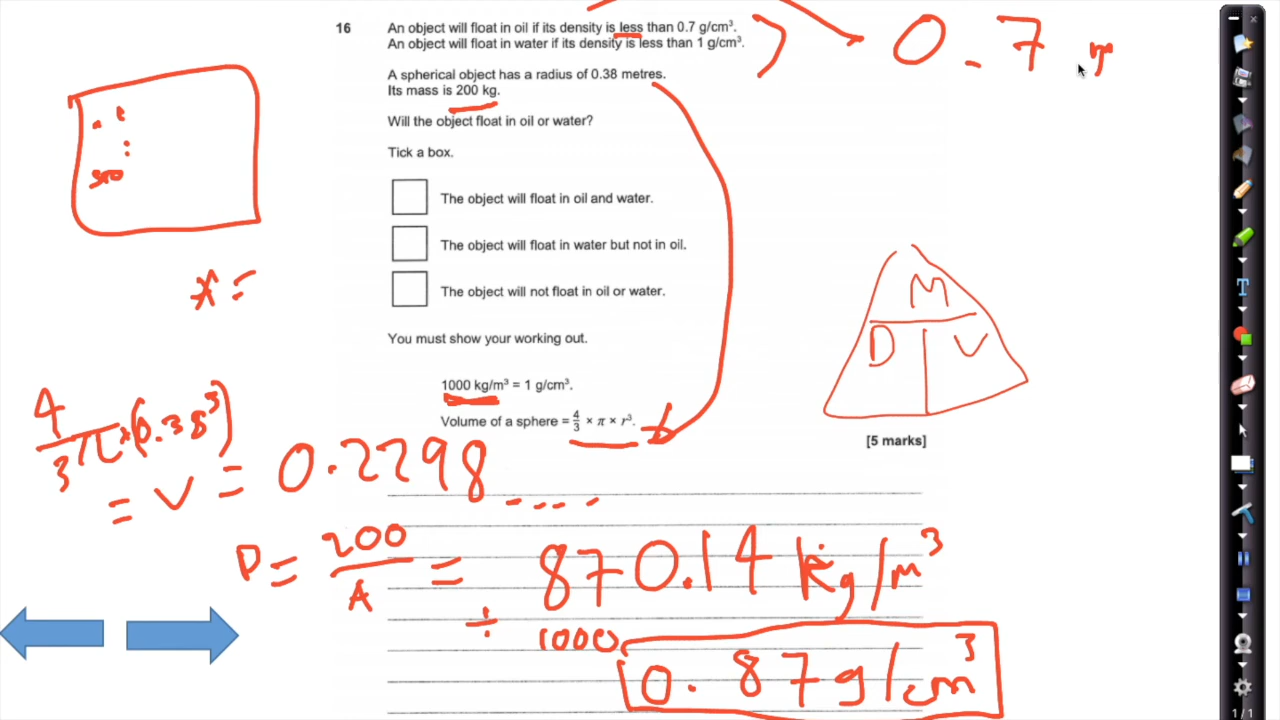 16 An object will float in oil if its density is less than 0.7 g/cm³.
An object will float in water if its density is less than 1 g/cm³.
0.7
A spherical object has a radius of 0.38 metres.
Its mass is 200 kg.
Will the object float in oil or water?
Tick a box.
The object will float in oil and water.
The object will float in water but not in oil.
The object will not float in oil or water.
x =
M
D V
You must show your working out.
1000 kg/m³ = 1 g/cm³.
Volume of a sphere = 4/3 × π × r³.
[5 marks]
4/3 π × (0.38³)
= V = 0.2298 ....
D = 200/A = 870.14 kg/m³
÷ 1000
0.87 g/cm³
1/1
T